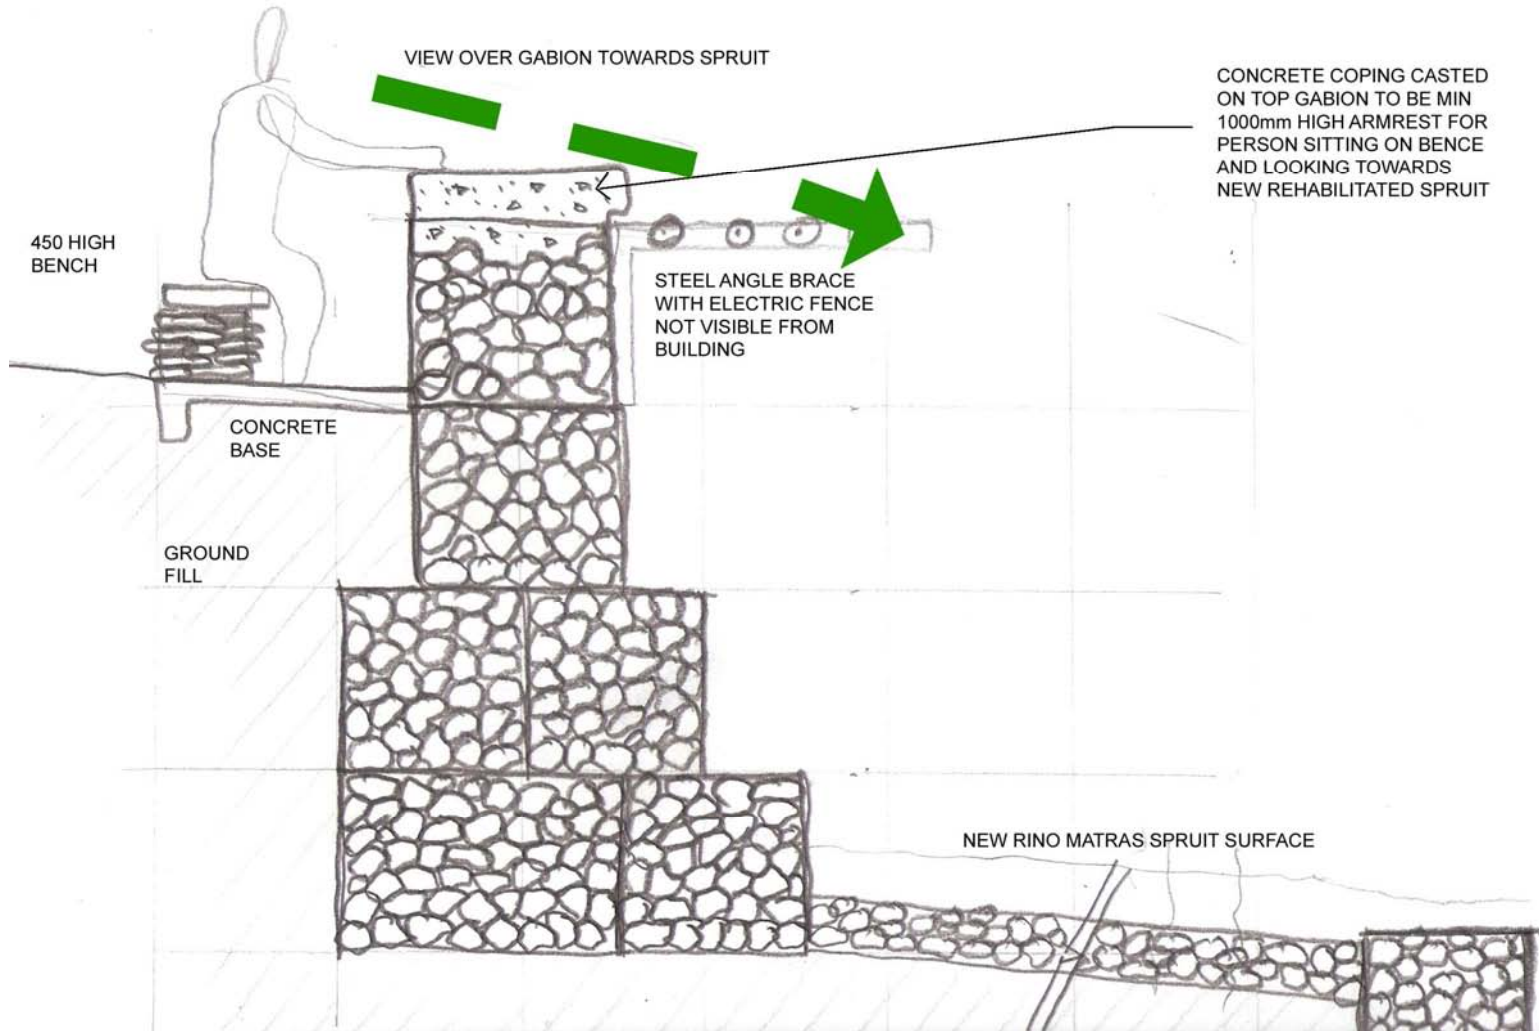 VIEW OVER GABION TOWARDS SPRUIT
CONCRETE COPING CASTED
ON TOP GABION TO BE MIN
1000mm HIGH ARMREST FOR
PERSON SITTING ON BENCE
AND LOOKING TOWARDS
NEW REHABILITATED SPRUIT
450 HIGH
BENCH
STEEL ANGLE BRACE
WITH ELECTRIC FENCE
NOT VISIBLE FROM
BUILDING
CONCRETE
BASE
GROUND
FILL
NEW RINO MATRAS SPRUIT SURFACE